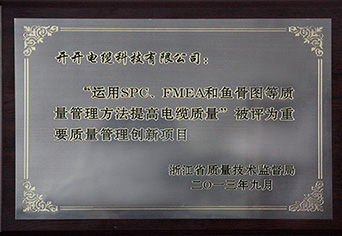 开开电缆科技有限公司：
“运用SPC、FMEA和鱼骨图等质
量管理方法提高电缆质量”被评为重
要质量管理创新项目
浙江省质量技术监督局
二〇一三年九月